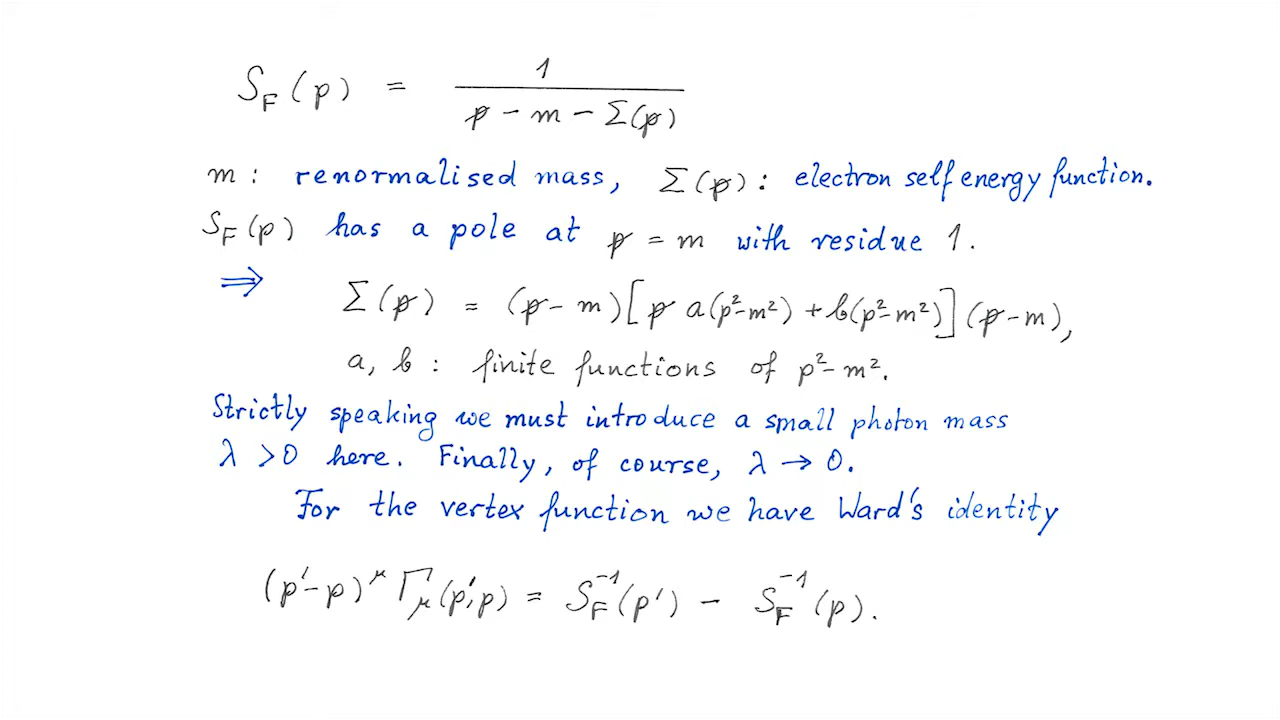 S_F(p) = 1 / (p̸ − m − Σ(p̸))
m : renormalised mass, Σ(p̸) : electron self energy function.
S_F(p) has a pole at p̸ = m with residue 1.
⇒ Σ(p̸) = (p̸ − m)[p̸ a(p²−m²) + b(p²−m²)](p̸−m),
a, b : finite functions of p²−m².
Strictly speaking we must introduce a small photon mass
λ > 0 here. Finally, of course, λ → 0.
For the vertex function we have Ward's identity
(p′−p)^μ Γ_μ(p′,p) = S_F^{−1}(p′) − S_F^{−1}(p).